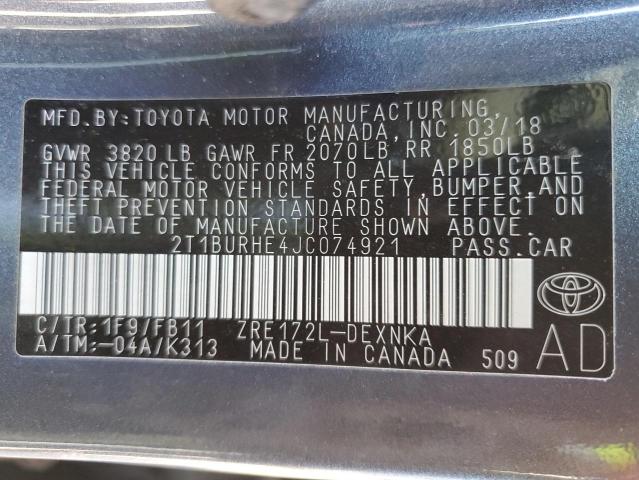 MFD.BY:TOYOTA MOTOR MANUFACTURING,
CANADA, INC. 03/18
GVWR 3820 LB GAWR FR 2070LB, RR 1850LB
THIS VEHICLE CONFORMS TO ALL APPLICABLE
FEDERAL MOTOR VEHICLE SAFETY, BUMPER, AND
THEFT PREVENTION STANDARDS IN EFFECT ON
THE DATE OF MANUFACTURE SHOWN ABOVE.
2T1BURHE4JC074921 PASS.CAR
C/TR:1F9/FB11 ZRE172L-DEXNKA
A/TM:-04A/K313 MADE IN CANADA 509
AD